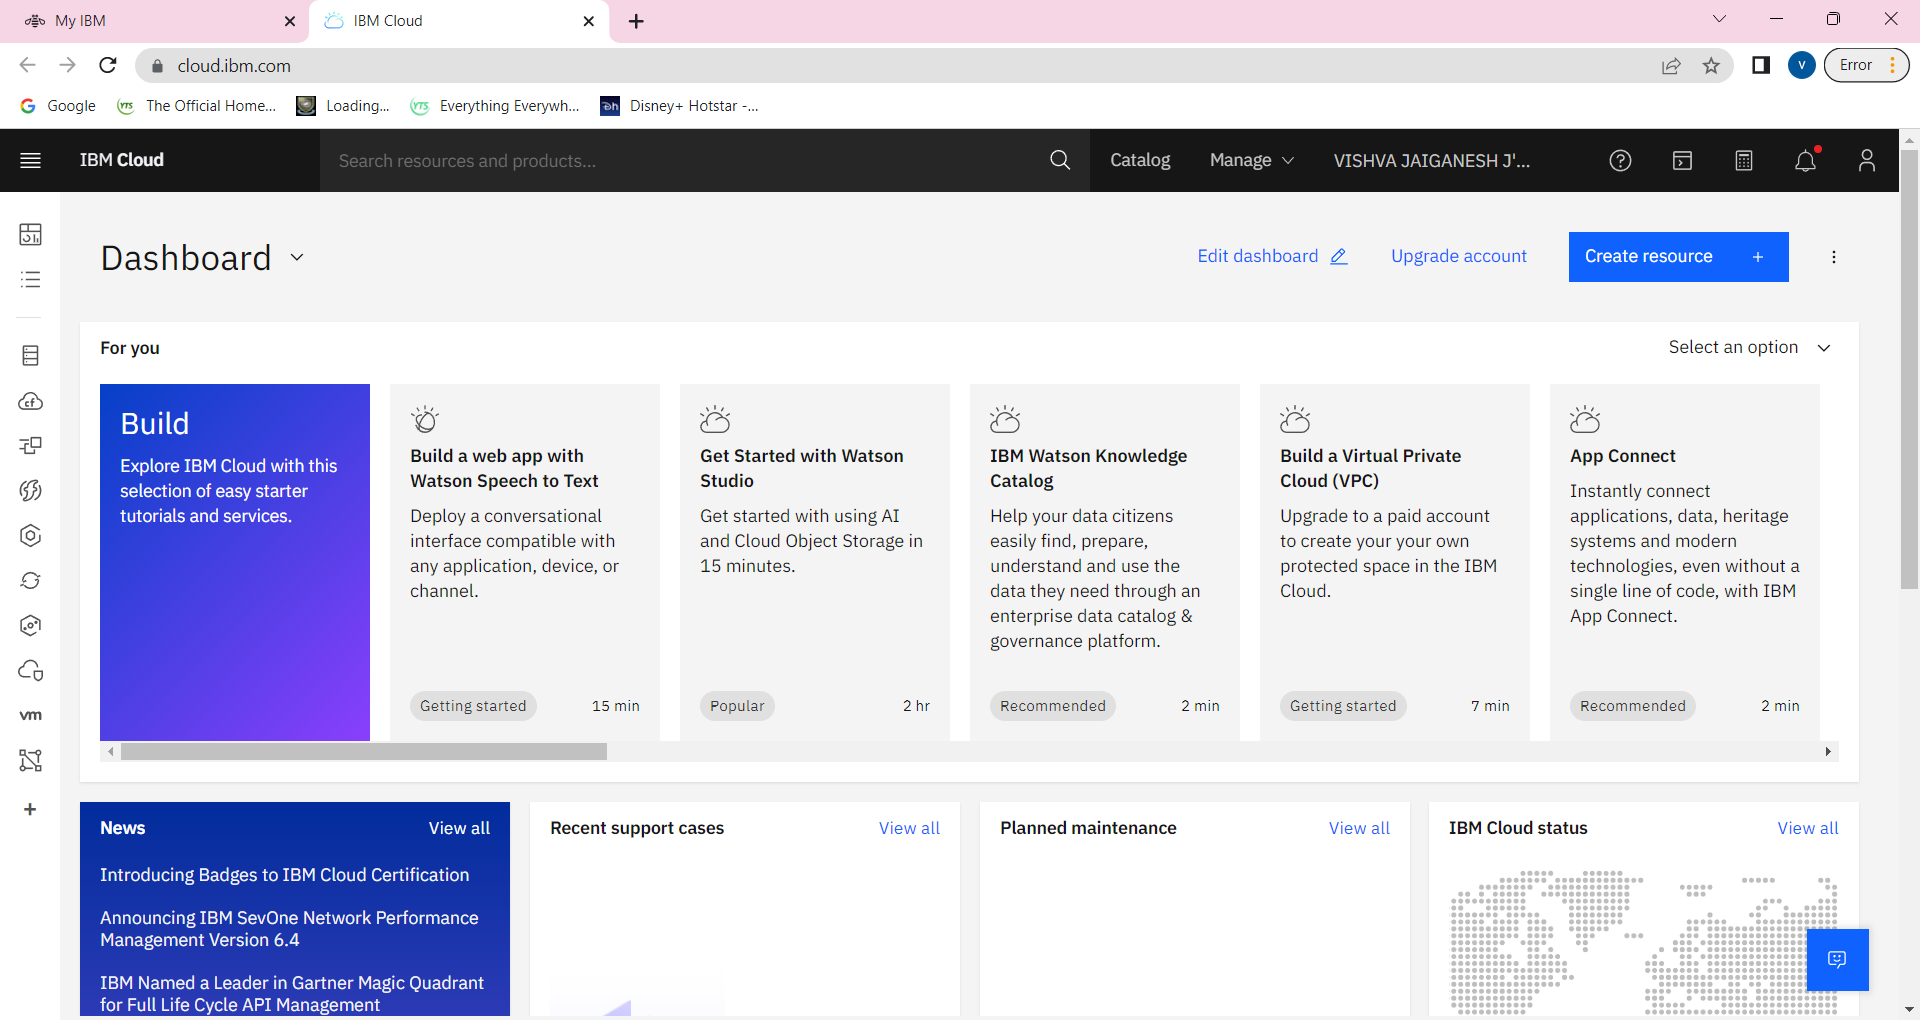 My IBM
IBM Cloud
cloud.ibm.com
V
Error
Google
The Official Home...
Loading...
Everything Everywh...
Disney+ Hotstar -...
IBM Cloud
Search resources and products...
Catalog
Manage
VISHVA JAIGANESH J'...
Dashboard
Edit dashboard
Upgrade account
Create resource +
For you
Select an option
Build
Explore IBM Cloud with this
selection of easy starter
tutorials and services.
Build a web app with
Watson Speech to Text
Deploy a conversational
interface compatible with
any application, device, or
channel.
Getting started
15 min
Get Started with Watson
Studio
Get started with using AI
and Cloud Object Storage in
15 minutes.
Popular
2 hr
IBM Watson Knowledge
Catalog
Help your data citizens
easily find, prepare,
understand and use the
data they need through an
enterprise data catalog &
governance platform.
Recommended
2 min
Build a Virtual Private
Cloud (VPC)
Upgrade to a paid account
to create your your own
protected space in the IBM
Cloud.
Getting started
7 min
App Connect
Instantly connect
applications, data, heritage
systems and modern
technologies, even without a
single line of code, with IBM
App Connect.
Recommended
2 min
vm
News
View all
Introducing Badges to IBM Cloud Certification
Announcing IBM SevOne Network Performance
Management Version 6.4
IBM Named a Leader in Gartner Magic Quadrant
for Full Life Cycle API Management
Recent support cases
View all
Planned maintenance
View all
IBM Cloud status
View all